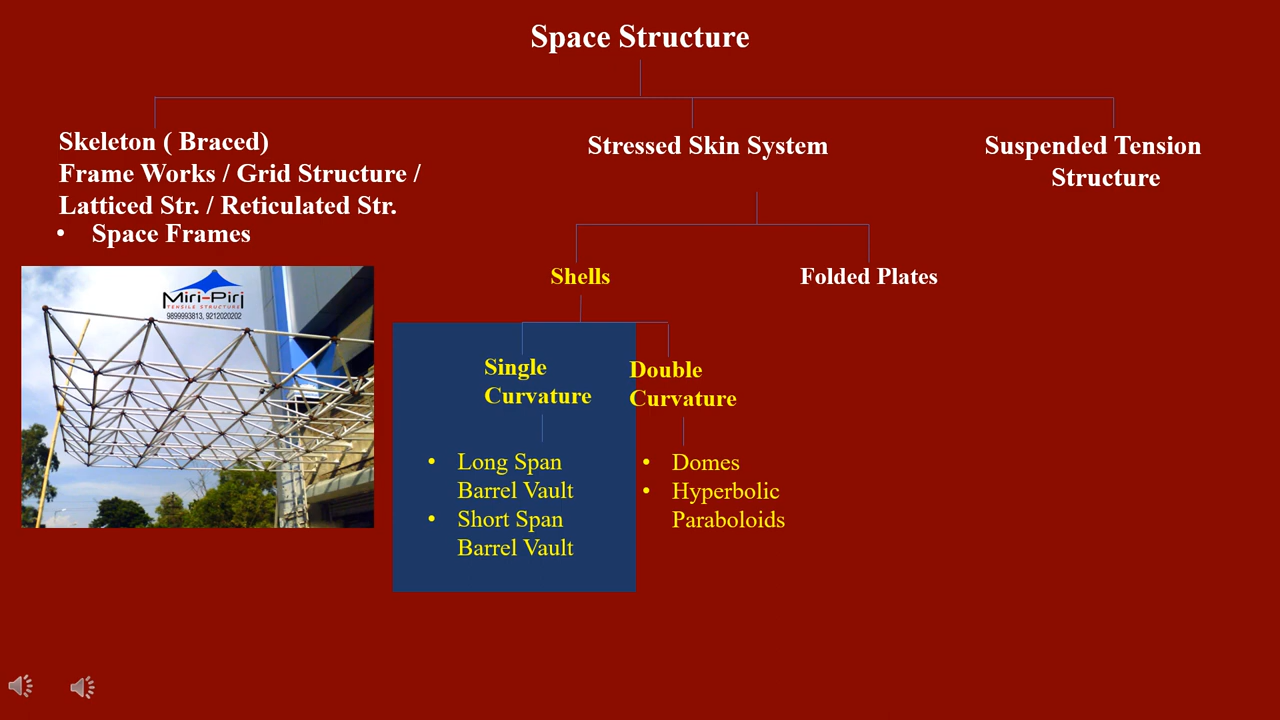 Space Structure
Skeleton ( Braced)
Frame Works / Grid Structure /
Latticed Str. / Reticulated Str.
• Space Frames
Stressed Skin System
Suspended Tension
Structure
Shells
Folded Plates
Miri-Piri
TENSILE STRUCTURE
9899993813, 9212020202
Single
Curvature
Double
Curvature
• Long Span
Barrel Vault
• Short Span
Barrel Vault
• Domes
• Hyperbolic
Paraboloids